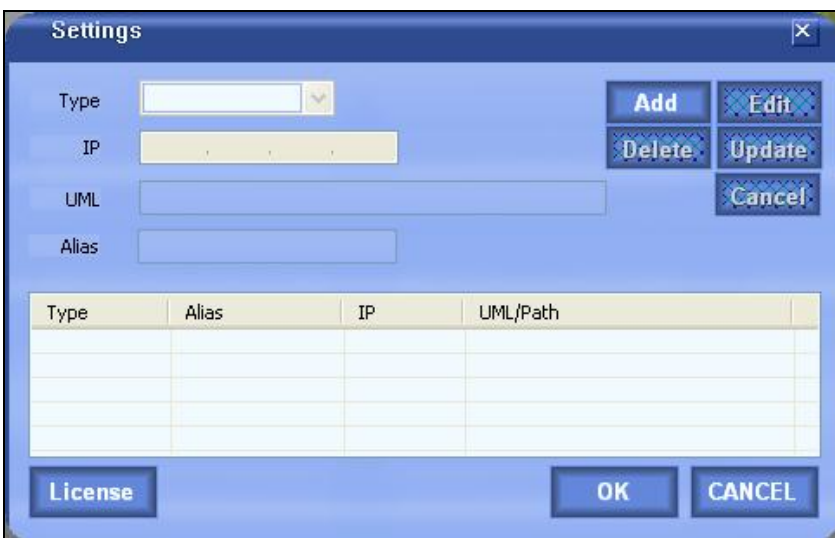 Settings
Type Add Edit
IP . . . Delete Update
UML Cancel
Alias
Type Alias IP UML/Path
License OK CANCEL